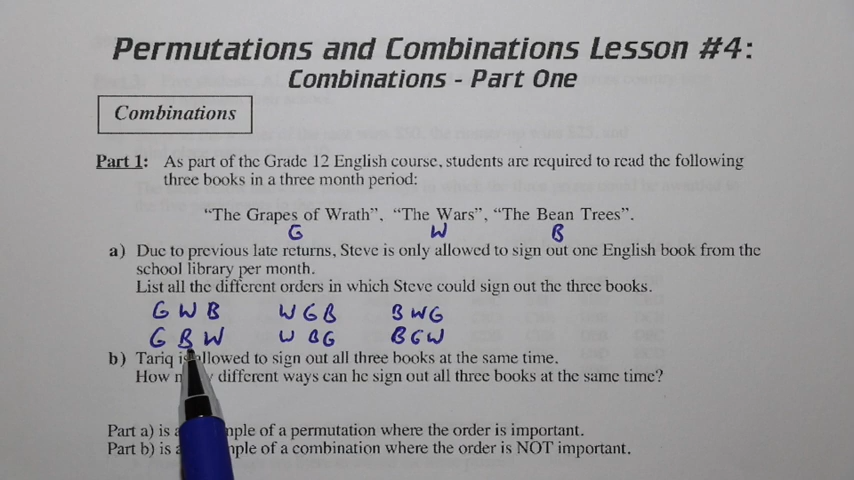 Permutations and Combinations Lesson #4:
Combinations - Part One
Combinations
Part 1: As part of the Grade 12 English course, students are required to read the following
three books in a three month period:
“The Grapes of Wrath”, “The Wars”, “The Bean Trees”.
G W B
a) Due to previous late returns, Steve is only allowed to sign out one English book from the
school library per month.
List all the different orders in which Steve could sign out the three books.
G W B W G B B W G
G B W W B G B G W
b) Tariq is allowed to sign out all three books at the same time.
How different ways can he sign out all three books at the same time?
Part a) is a of a permutation where the order is important.
Part b) is a of a combination where the order is NOT important.